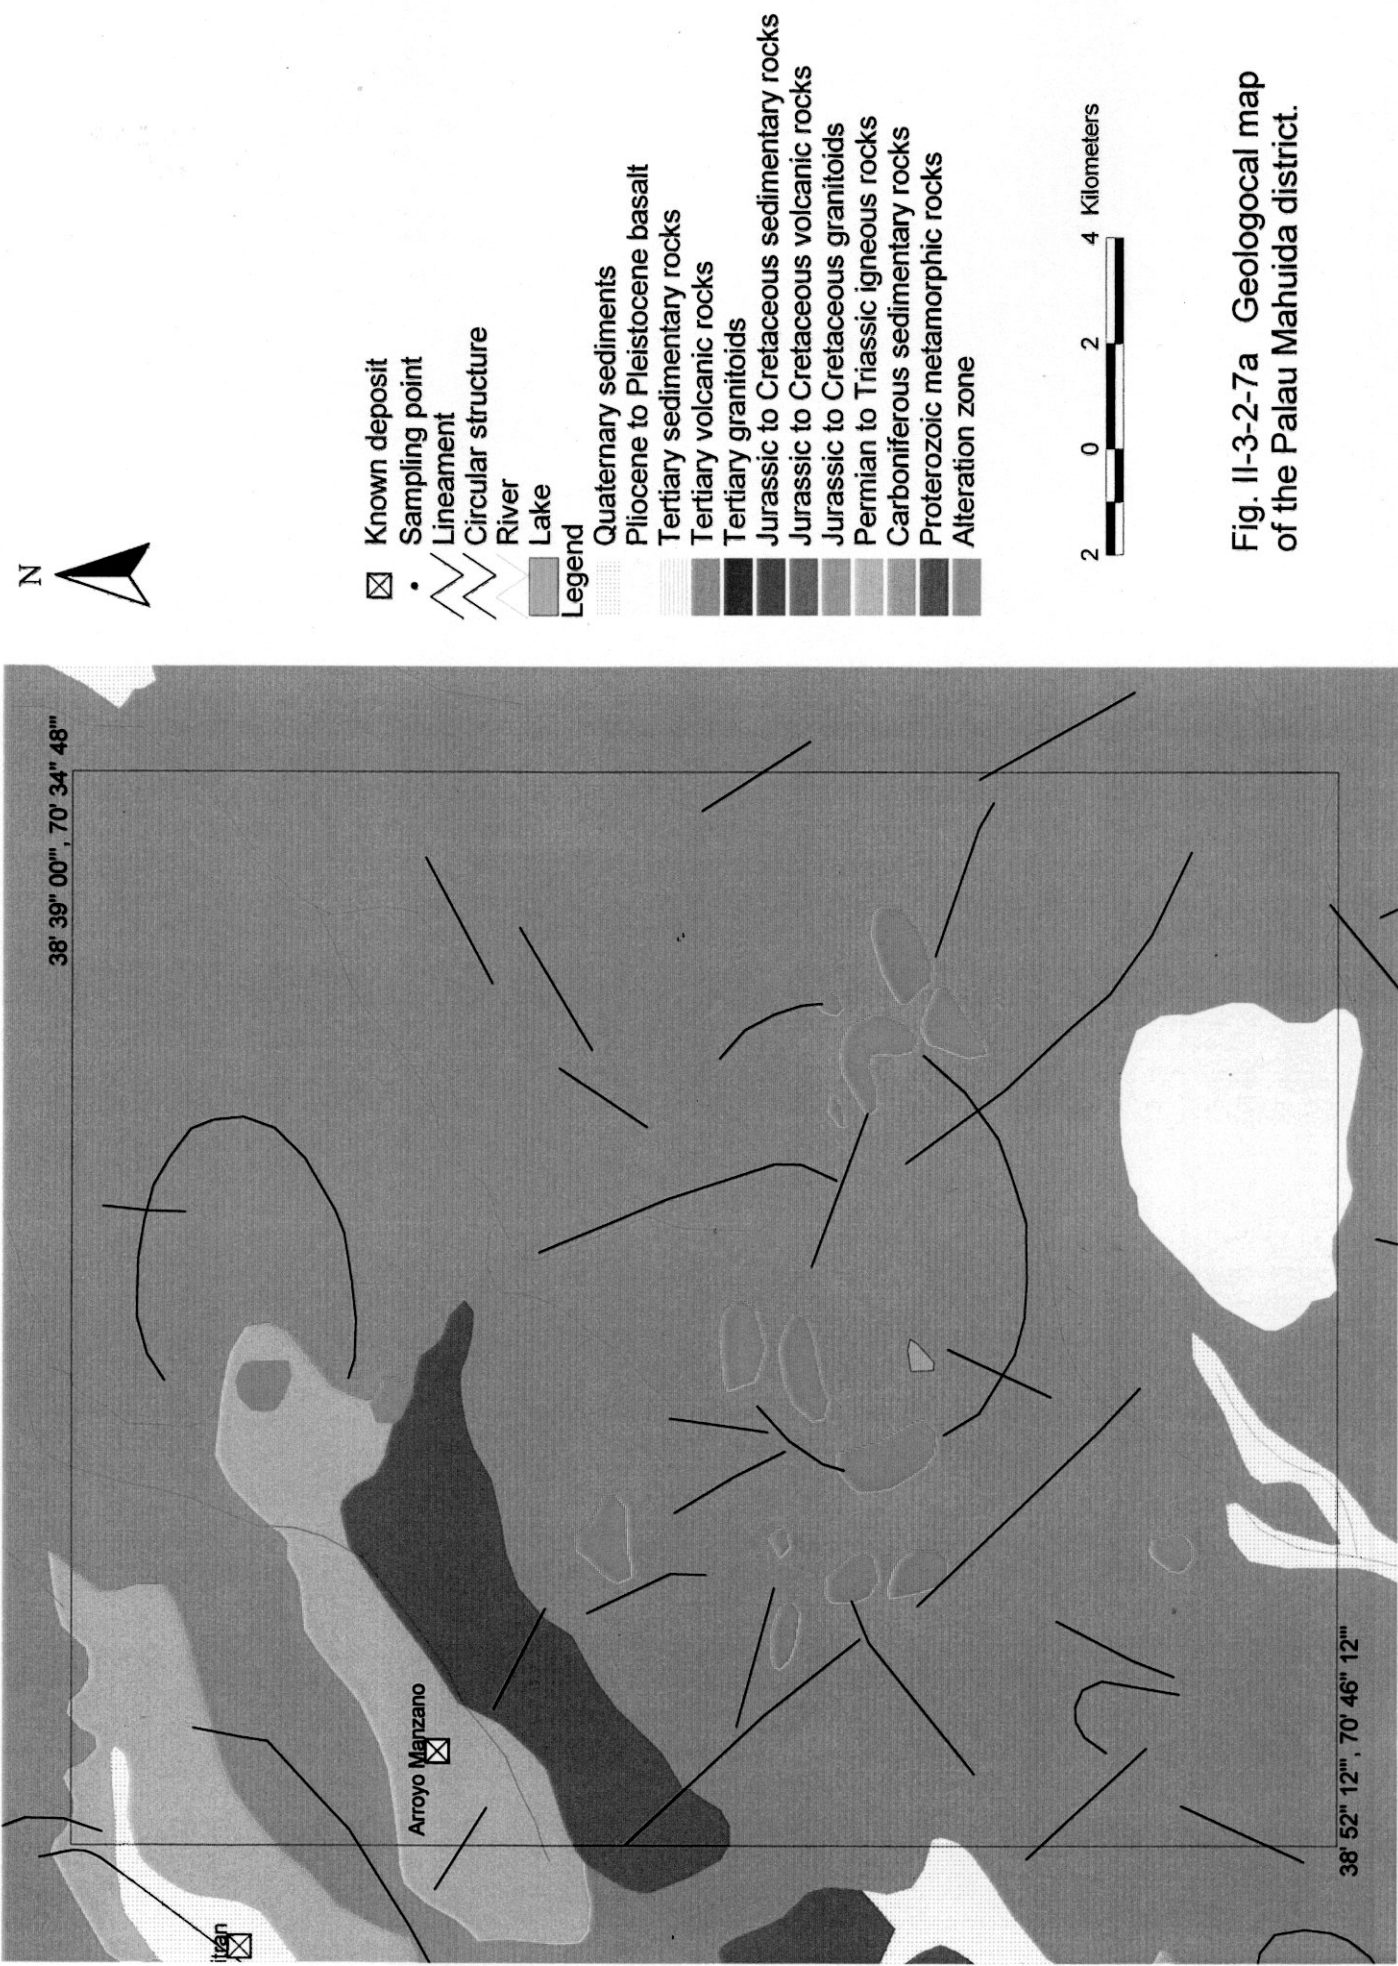 N
Known deposit
Sampling point
Lineament
Circular structure
River
Lake
Legend
Quaternary sediments
Pliocene to Pleistocene basalt
Tertiary sedimentary rocks
Tertiary volcanic rocks
Tertiary granitoids
Jurassic to Cretaceous sedimentary rocks
Jurassic to Cretaceous volcanic rocks
Jurassic to Cretaceous granitoids
Permian to Triassic igneous rocks
Carboniferous sedimentary rocks
Proterozoic metamorphic rocks
Alteration zone
2 0 2 4 Kilometers
Fig. II-3-2-7a Geologocal map
of the Palau Mahuida district.
38' 39" 00"', 70' 34" 48"'
Arroyo Manzano
itran
38' 52" 12"', 70' 46" 12"'